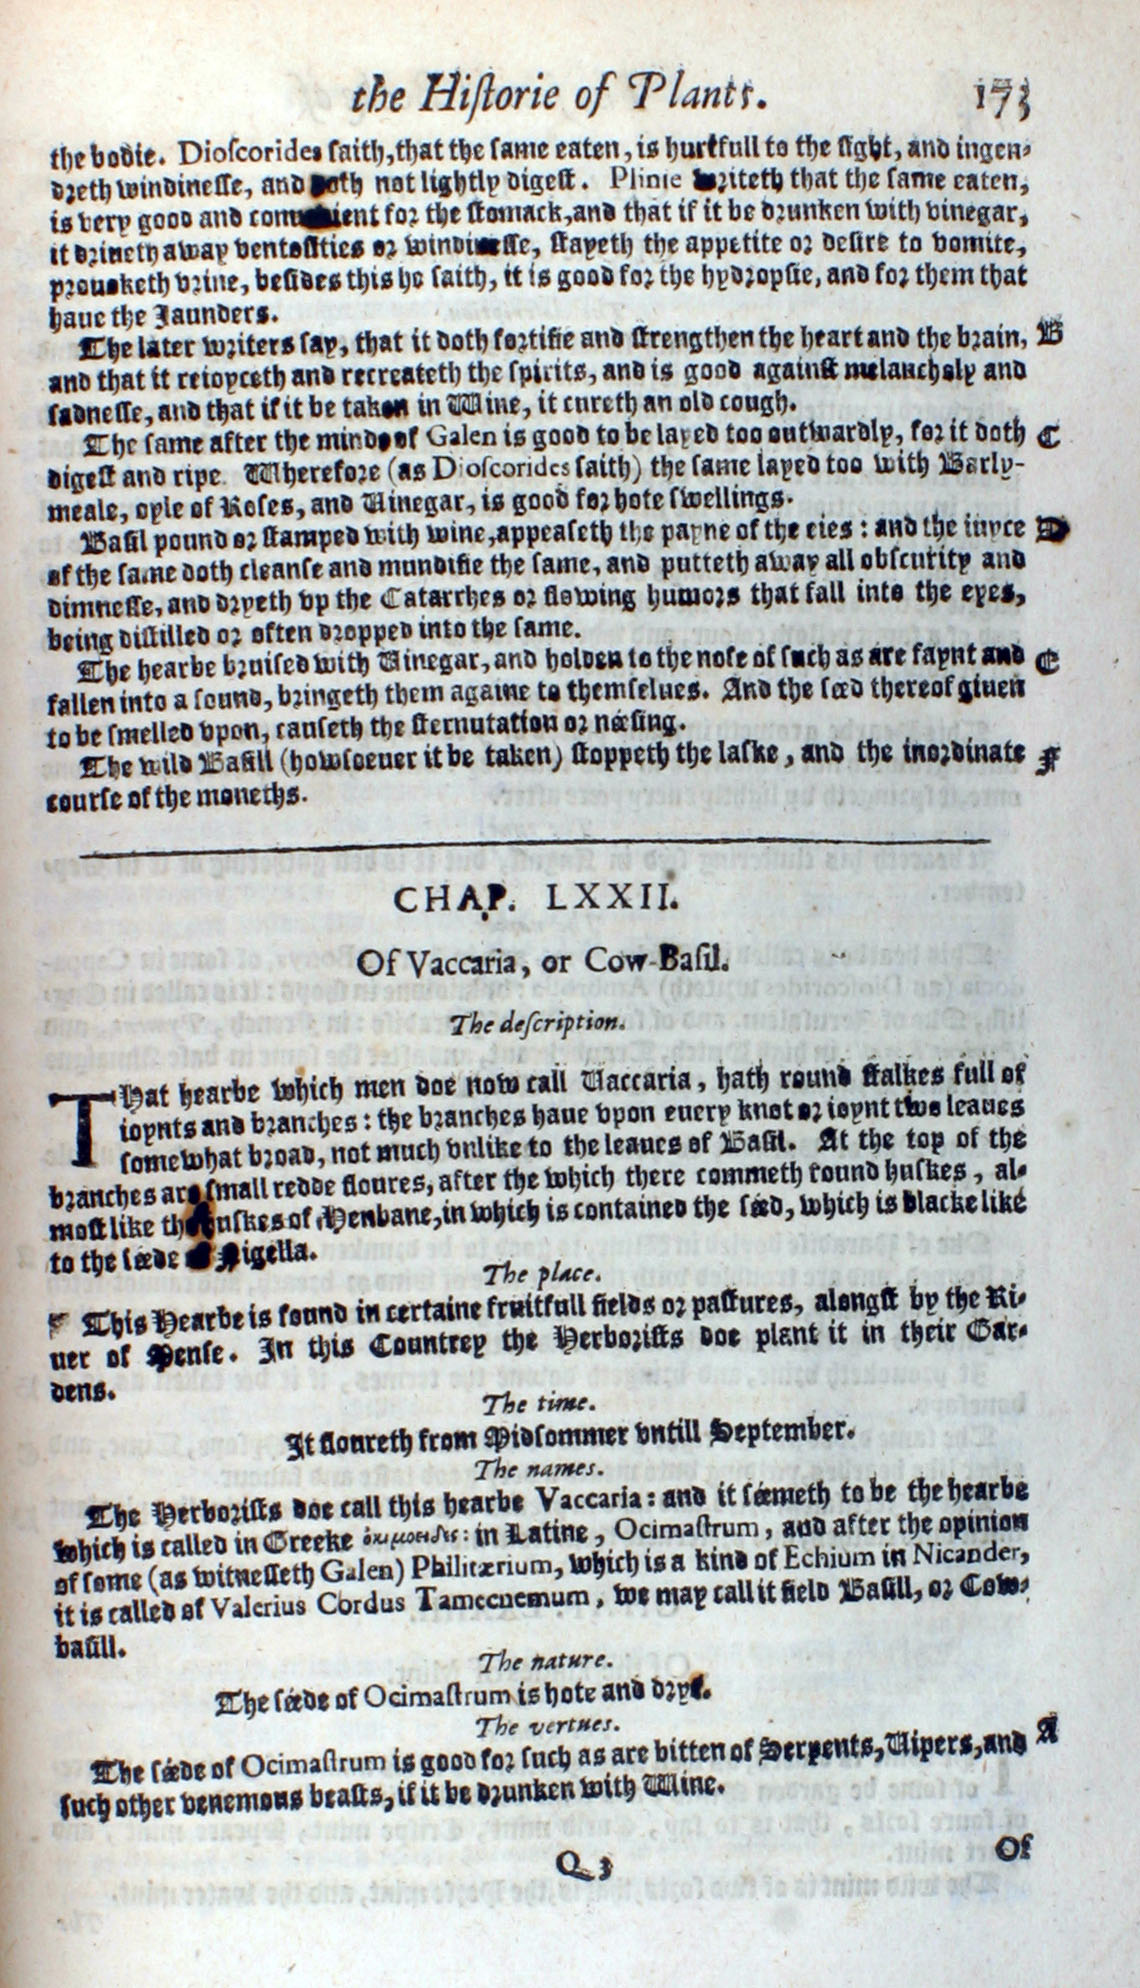 the Hiſtorie of Plants. 173
the bodie. Dioſcorides ſaith, that the ſame eaten, is hurtfull to the ſight, and ingen-
dreth windineſſe, and doth not lightly digeſt. Plinie writeth that the ſame eaten,
is very good and conuenient for the ſtomack, and that if it be drunken with vinegar,
it driueth away ventoſities or windineſſe, ſtayeth the appetite or deſire to vomite,
prouoketh vrine, beſides this he ſaith, it is good for the hydropſie, and for them that
haue the Jaunders.
The later writers ſay, that it doth fortifie and ſtrengthen the heart and the brain, B
and that it reioyceth and recreateth the ſpirits, and is good againſt melancholy and
ſadneſſe, and that if it be taken in Wine, it cureth an old cough.
The ſame after the minde of Galen is good to be layed too outwardly, for it doth C
digeſt and ripe. Wherefore (as Dioſcorides ſaith) the ſame layed too with Barly-
meale, oyle of Roſes, and Uinegar, is good for hote ſwellings.
Baſil pound or ſtamped with wine, appeaſeth the payne of the eies: and the iuyce D
of the ſame doth cleanſe and mundifie the ſame, and putteth away all obſcurity and
dimneſſe, and dryeth vp the Catarrhes or flowing humors that fall into the eyes,
being diſtilled or often dropped into the ſame.
The hearbe bruiſed with Uinegar, and holden to the noſe of ſuch as are faynt and E
fallen into a ſound, bringeth them againe to themſelues. And the ſeed thereof giuen
to be ſmelled vpon, cauſeth the ſternutation or neeſing.
The wild Baſill (howſoeuer it be taken) ſtoppeth the laſke, and the inordinate F
courſe of the moneths.
CHAP. LXXII.
Of Vaccaria, or Cow-Baſil.
The deſcription.
THat hearbe which men doe now call Uaccaria, hath round ſtalkes full of
ioynts and branches: the branches haue vpon euery knot or ioynt two leaues
ſomewhat broad, not much vnlike to the leaues of Baſil. At the top of the
branches are ſmall redde floures, after the which there commeth round huſkes, al-
moſt like the huſkes of Henbane, in which is contained the ſeed, which is blacke like
to the ſeede of Nigella.
The place.
This Hearbe is found in certaine fruitfull fields or paſtures, alongſt by the Ri-
uer of Menſe. In this Countrey the Herboriſts doe plant it in their Gar-
dens.
The time.
It floureth from Midſommer vntill September.
The names.
The Herboriſts doe call this hearbe Vaccaria: and it ſeemeth to be the hearbe
which is called in Greeke in Latine, Ocimaſtrum, and after the opinion
of ſome (as witneſſeth Galen) Philitærium, which is a kind of Echium in Nicander,
it is called of Valerius Cordus Tamecnemum, we may call it field Baſill, or Cow-
baſill.
The nature.
The ſeede of Ocimaſtrum is hote and drye.
The vertues.
The ſeede of Ocimaſtrum is good for ſuch as are bitten of Serpents, Uipers, and A
ſuch other venemous beaſts, if it be drunken with Wine.
Q 3 Of